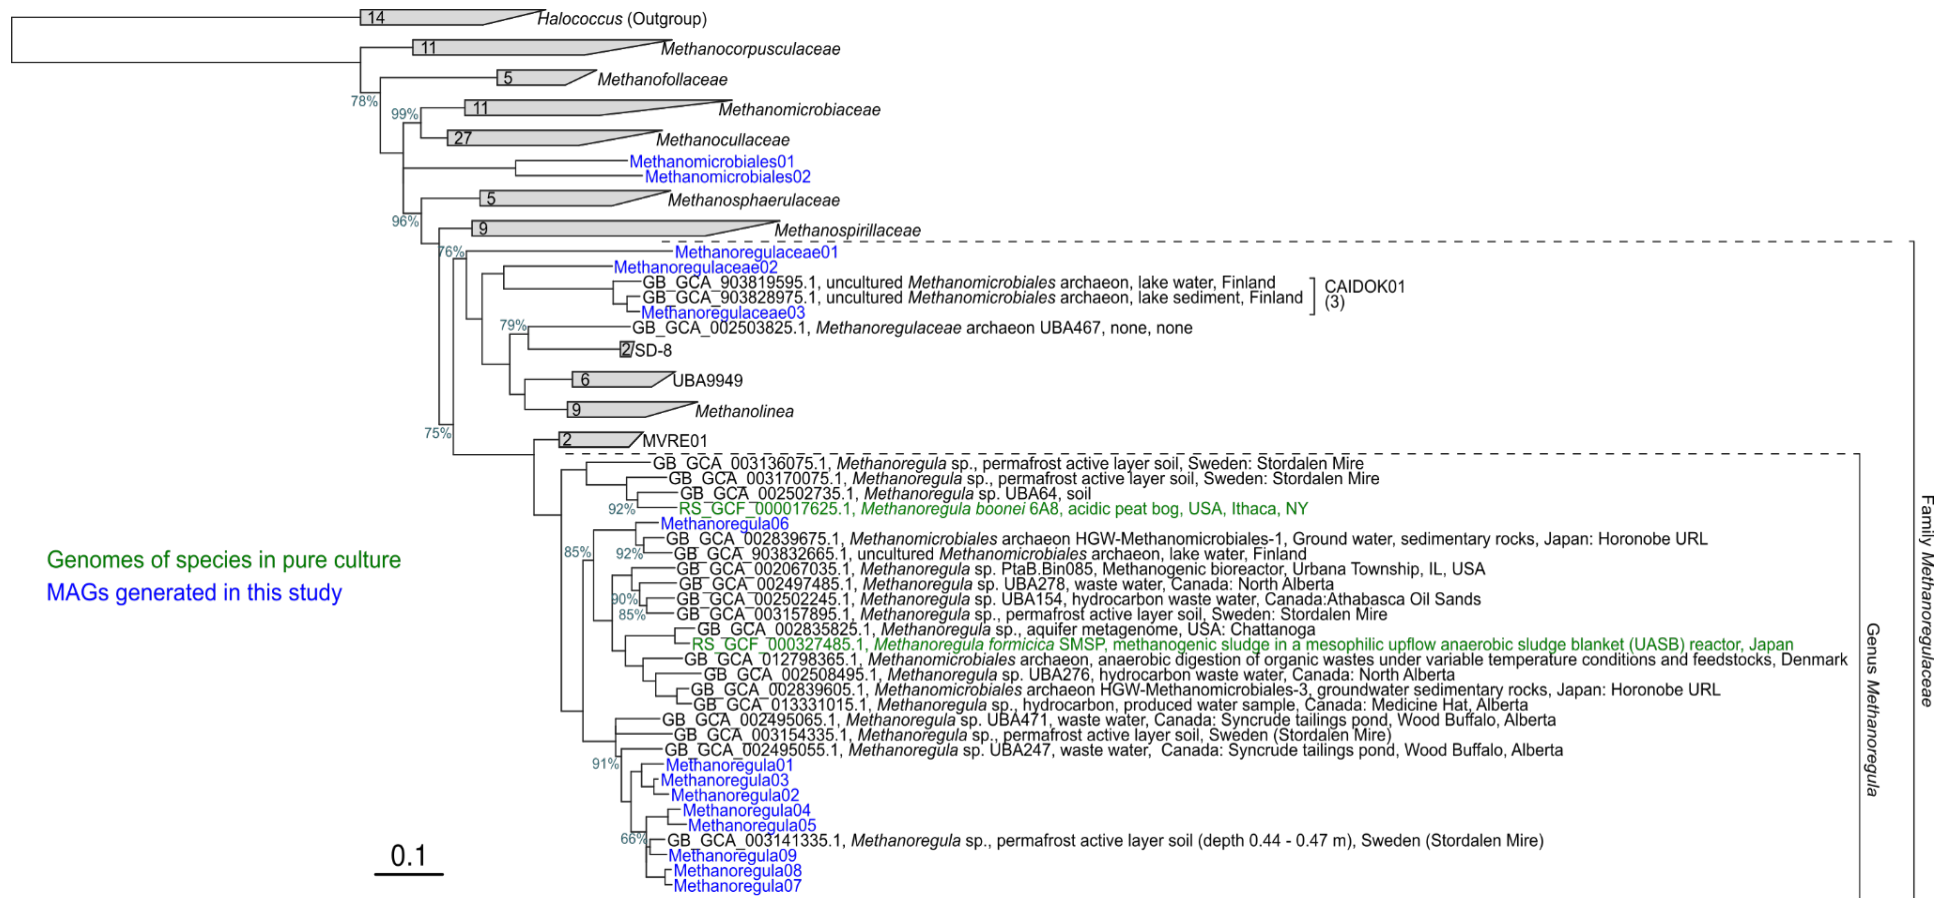 14 Halococcus (Outgroup)
11 Methanocorpusculaceae
5 Methanofollaceae
78%
99%
11 Methanomicrobiaceae
27 Methanocullaceae
Methanomicrobiales01
Methanomicrobiales02
5 Methanosphaerulaceae
96%
9 Methanospirillaceae
76%
Methanoregulaceae01
Methanoregulaceae02
GB_GCA_903819595.1, uncultured Methanomicrobiales archaeon, lake water, Finland
GB_GCA_903828975.1, uncultured Methanomicrobiales archaeon, lake sediment, Finland
CAIDOK01
(3)
Methanoregulaceae03
79%
GB_GCA_002503825.1, Methanoregulaceae archaeon UBA467, none, none
2 SD-8
6 UBA9949
9 Methanolinea
75%
2 MVRE01
GB_GCA_003136075.1, Methanoregula sp., permafrost active layer soil, Sweden: Stordalen Mire
GB_GCA_003170075.1, Methanoregula sp., permafrost active layer soil, Sweden: Stordalen Mire
GB_GCA_002502735.1, Methanoregula sp. UBA64, soil
92%
RS_GCF_000017625.1, Methanoregula boonei 6A8, acidic peat bog, USA, Ithaca, NY
Methanoregula06
GB_GCA_002839675.1, Methanomicrobiales archaeon HGW-Methanomicrobiales-1, Ground water, sedimentary rocks, Japan: Horonobe URL
85%
92%
GB_GCA_903832665.1, uncultured Methanomicrobiales archaeon, lake water, Finland
GB_GCA_002067035.1, Methanoregula sp. PtaB.Bin085, Methanogenic bioreactor, Urbana Township, IL, USA
GB_GCA_002497485.1, Methanoregula sp. UBA278, waste water, Canada: North Alberta
90%
GB_GCA_002502245.1, Methanoregula sp. UBA154, hydrocarbon waste water, Canada:Athabasca Oil Sands
85%
GB_GCA_003157895.1, Methanoregula sp., permafrost active layer soil, Sweden: Stordalen Mire
GB_GCA_002835825.1, Methanoregula sp., aquifer metagenome, USA: Chattanoga
RS_GCF_000327485.1, Methanoregula formicica SMSP, methanogenic sludge in a mesophilic upflow anaerobic sludge blanket (UASB) reactor, Japan
GB_GCA_012798365.1, Methanomicrobiales archaeon, anaerobic digestion of organic wastes under variable temperature conditions and feedstocks, Denmark
GB_GCA_002508495.1, Methanoregula sp. UBA276, hydrocarbon waste water, Canada: North Alberta
GB_GCA_002839605.1, Methanomicrobiales archaeon HGW-Methanomicrobiales-3, groundwater sedimentary rocks, Japan: Horonobe URL
GB_GCA_013331015.1, Methanoregula sp., hydrocarbon, produced water sample, Canada: Medicine Hat, Alberta
GB_GCA_002495065.1, Methanoregula sp. UBA471, waste water, Canada: Syncrude tailings pond, Wood Buffalo, Alberta
GB_GCA_003154335.1, Methanoregula sp., permafrost active layer soil, Sweden (Stordalen Mire)
GB_GCA_002495055.1, Methanoregula sp. UBA247, waste water, Canada: Syncrude tailings pond, Wood Buffalo, Alberta
91%
Methanoregula01
Methanoregula03
Methanoregula02
Methanoregula04
Methanoregula05
66%
GB_GCA_003141335.1, Methanoregula sp., permafrost active layer soil (depth 0.44 - 0.47 m), Sweden (Stordalen Mire)
Methanoregula09
Methanoregula08
Methanoregula07
Genomes of species in pure culture
MAGs generated in this study
0.1
Genus Methanoregula
Family Methanoregulaceae